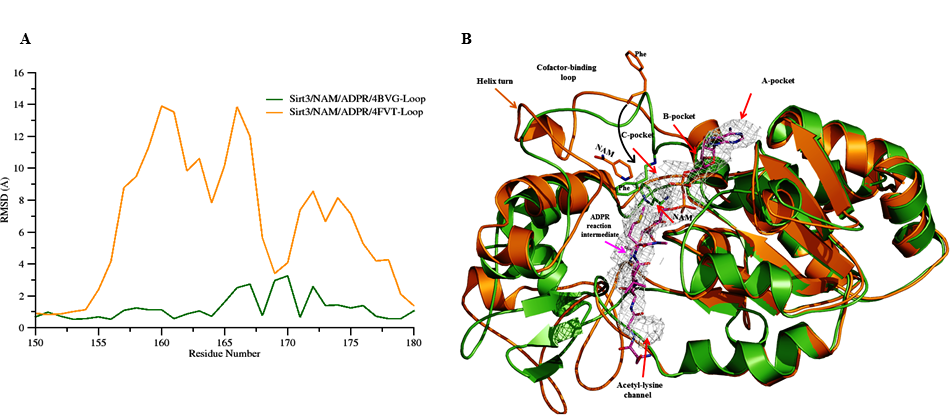 A
B
RMSD (Å)
16
14
12
10
8
6
4
2
0
150
155
160
165
170
175
180
Residue Number
Sirt3/NAM/ADPR/4BVG-Loop
Sirt3/NAM/ADPR/4FVT-Loop
Phe
Cofactor-binding
loop
Helix turn
A-pocket
B-pocket
C-pocket
NAM
Phe
NAM
ADPR
reaction
intermediate
Acetyl-lysine
channel